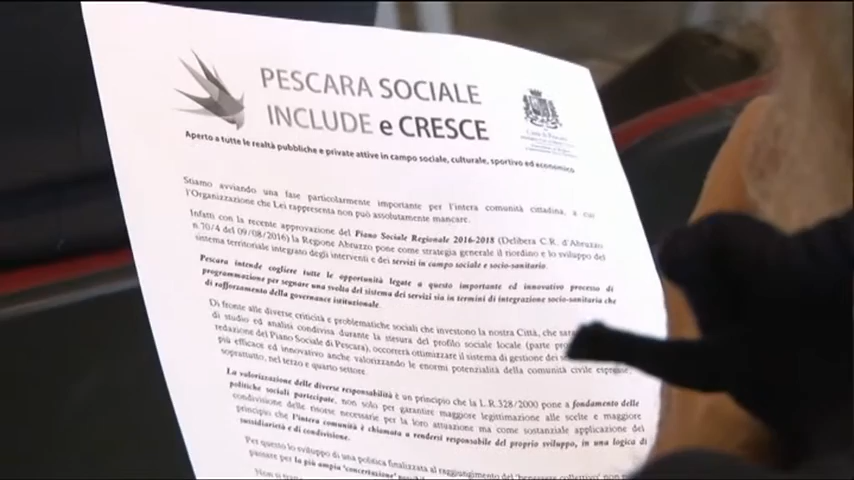 PESCARA SOCIALE
INCLUDE e CRESCE
Aperto a tutte le realtà pubbliche e private attive in campo sociale, culturale, sportivo ed economico
Stiamo avviando una fase particolarmente importante per l'intera comunità cittadina, a cui
l'Organizzazione che Lei rappresenta non può assolutamente mancare.
Infatti con la recente approvazione del Piano Sociale Regionale 2016-2018 (Delibera C.R. d'Abruzzo
n.70/4 del 09/08/2016) la Regione Abruzzo pone come strategia generale il riordino e lo sviluppo del
sistema territoriale integrato degli interventi e dei servizi in campo sociale e socio-sanitario.
Pescara intende cogliere tutte le opportunità legate a questo importante ed innovativo processo di
programmazione per segnare una svolta del sistema dei servizi sia in termini di integrazione socio-sanitaria che
di rafforzamento della governance istituzionale.
Di fronte alle diverse criticità e problematiche sociali che investono la nostra Città, che
di studio ed analisi condivisa durante la stesura del profilo sociale locale (parte
redazione del Piano Sociale di Pescara), occorrerà ottimizzare il sistema di gestione dei
più efficace ed innovativo anche valorizzando le enormi potenzialità della comunità civile
soprattutto, nel terzo e quarto settore.
La valorizzazione delle diverse responsabilità è un principio che la L.R.328/2000 pone a fondamento delle
politiche sociali partecipate, non solo per garantire maggiore legittimazione alle scelte e maggiore
condivisione delle risorse necessarie per la loro attuazione ma come sostanziale applicazione del
principio che l'intera comunità è chiamata a rendersi responsabile del proprio sviluppo, in una logica di
sussidiarietà e di condivisione.
Per questo lo sviluppo di una politica finalizzata al raggiungimento del 'benessere collettivo' non
passare per la più ampia 'concertazione'